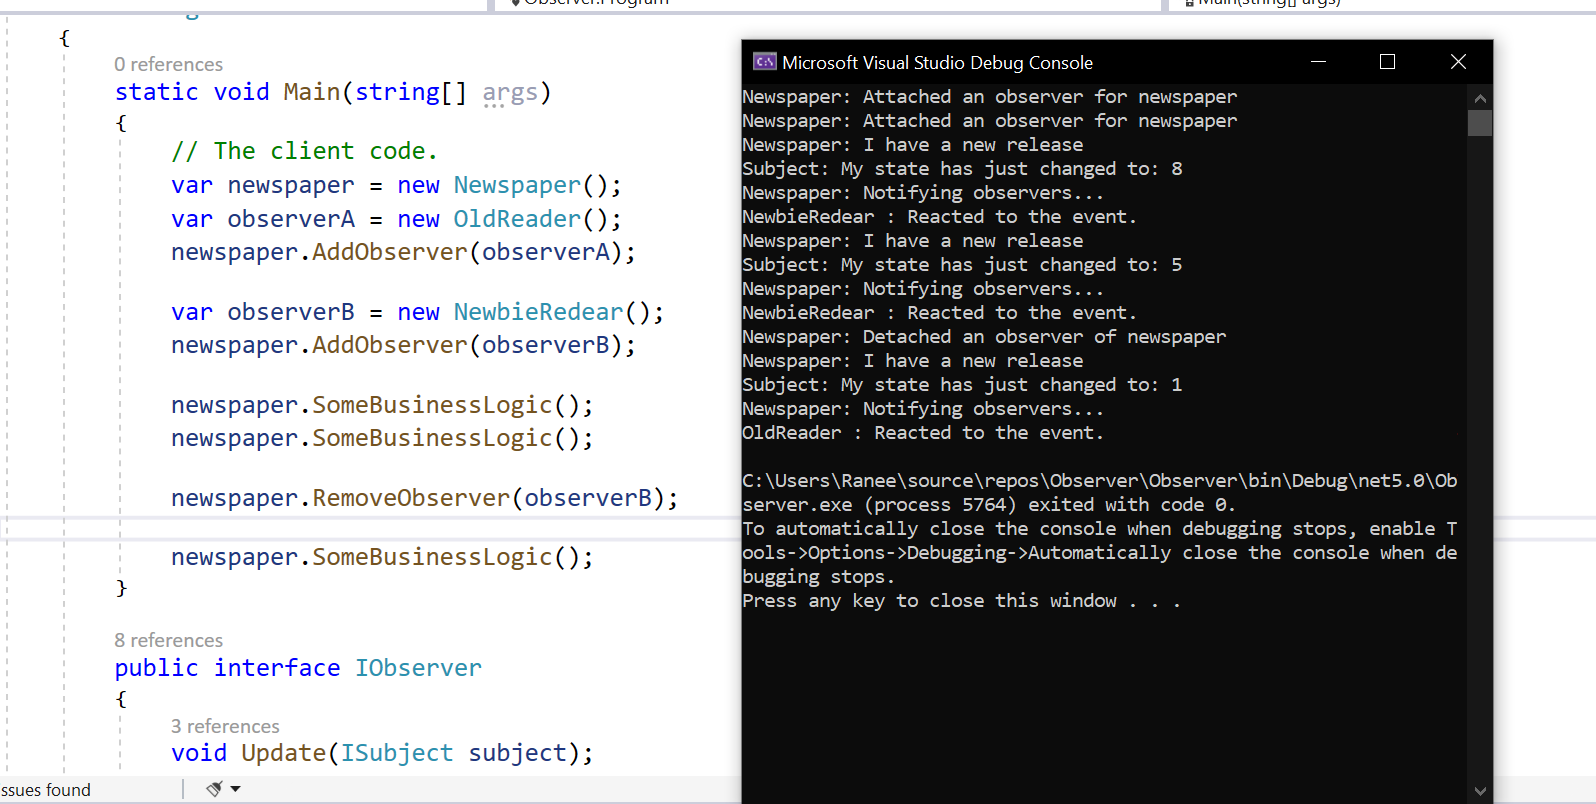 Observer.Program
Main(string[] args)
{
0 references
static void Main(string[] args)
{
// The client code.
var newspaper = new Newspaper();
var observerA = new OldReader();
newspaper.AddObserver(observerA);
var observerB = new NewbieRedear();
newspaper.AddObserver(observerB);
newspaper.SomeBusinessLogic();
newspaper.SomeBusinessLogic();
newspaper.RemoveObserver(observerB);
newspaper.SomeBusinessLogic();
}
8 references
public interface IObserver
{
3 references
void Update(ISubject subject);
ssues found
Microsoft Visual Studio Debug Console
Newspaper: Attached an observer for newspaper
Newspaper: Attached an observer for newspaper
Newspaper: I have a new release
Subject: My state has just changed to: 8
Newspaper: Notifying observers...
NewbieRedear : Reacted to the event.
Newspaper: I have a new release
Subject: My state has just changed to: 5
Newspaper: Notifying observers...
NewbieRedear : Reacted to the event.
Newspaper: Detached an observer of newspaper
Newspaper: I have a new release
Subject: My state has just changed to: 1
Newspaper: Notifying observers...
OldReader : Reacted to the event.
C:\Users\Ranee\source\repos\Observer\Observer\bin\Debug\net5.0\Ob
server.exe (process 5764) exited with code 0.
To automatically close the console when debugging stops, enable T
ools->Options->Debugging->Automatically close the console when de
bugging stops.
Press any key to close this window . . .